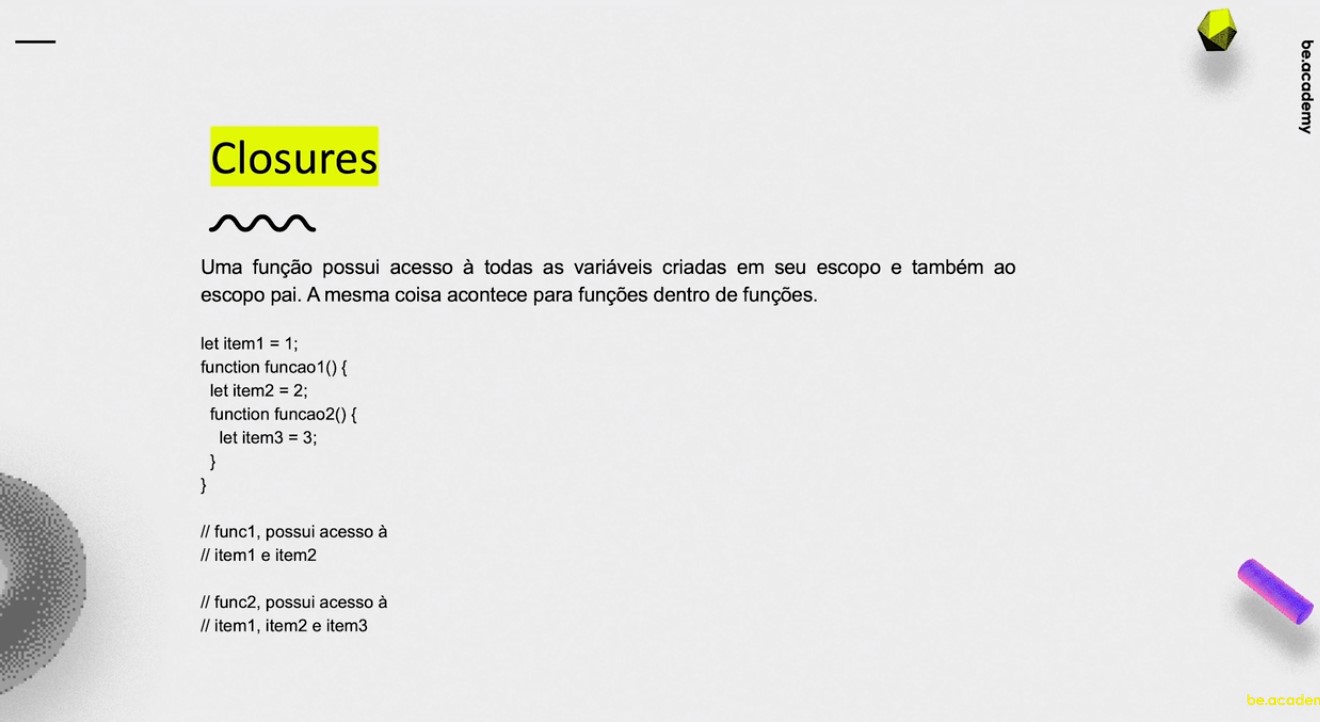 be.academy
Closures
Uma função possui acesso à todas as variáveis criadas em seu escopo e também ao
escopo pai. A mesma coisa acontece para funções dentro de funções.
let item1 = 1;
function funcao1() {
let item2 = 2;
function funcao2() {
let item3 = 3;
}
}
// func1, possui acesso à
// item1 e item2
// func2, possui acesso à
// item1, item2 e item3
be.academ